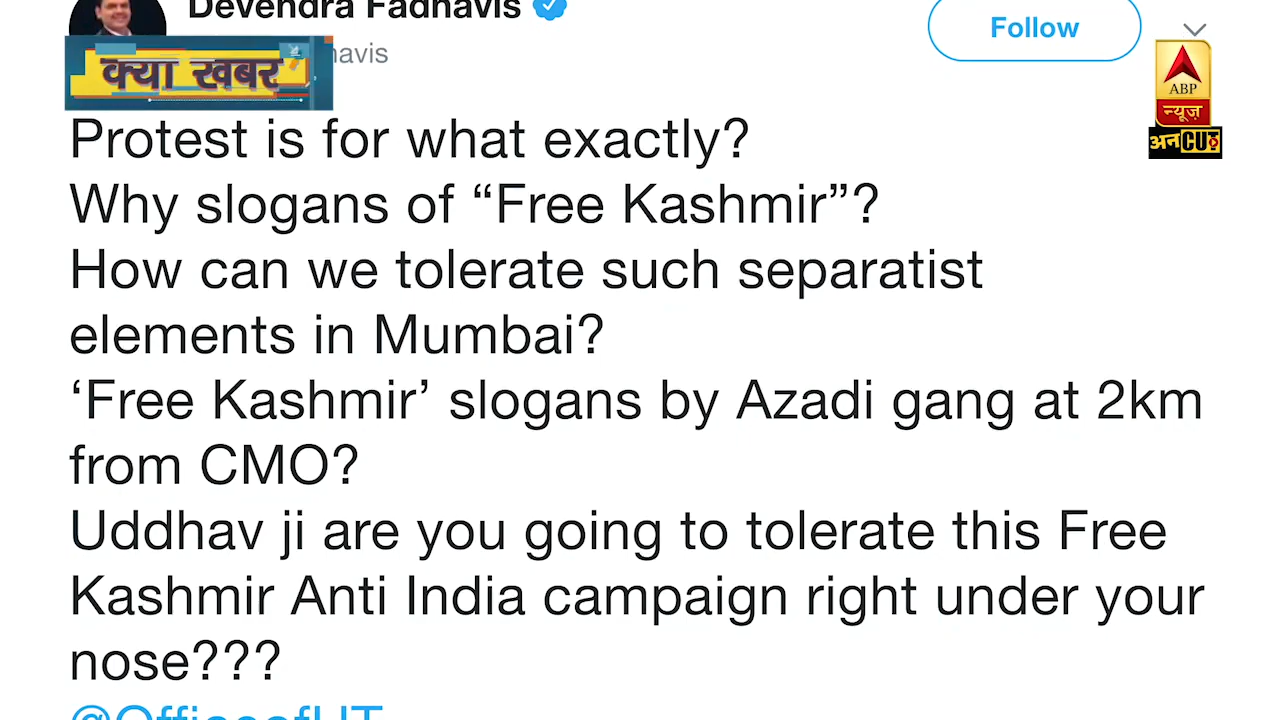 Devendra Fadnavis
Follow
क्या खबर
navis
ABP
न्यूज़
अनCUट
Protest is for what exactly?
Why slogans of “Free Kashmir”?
How can we tolerate such separatist
elements in Mumbai?
‘Free Kashmir’ slogans by Azadi gang at 2km
from CMO?
Uddhav ji are you going to tolerate this Free
Kashmir Anti India campaign right under your
nose???
@OfficeofUT